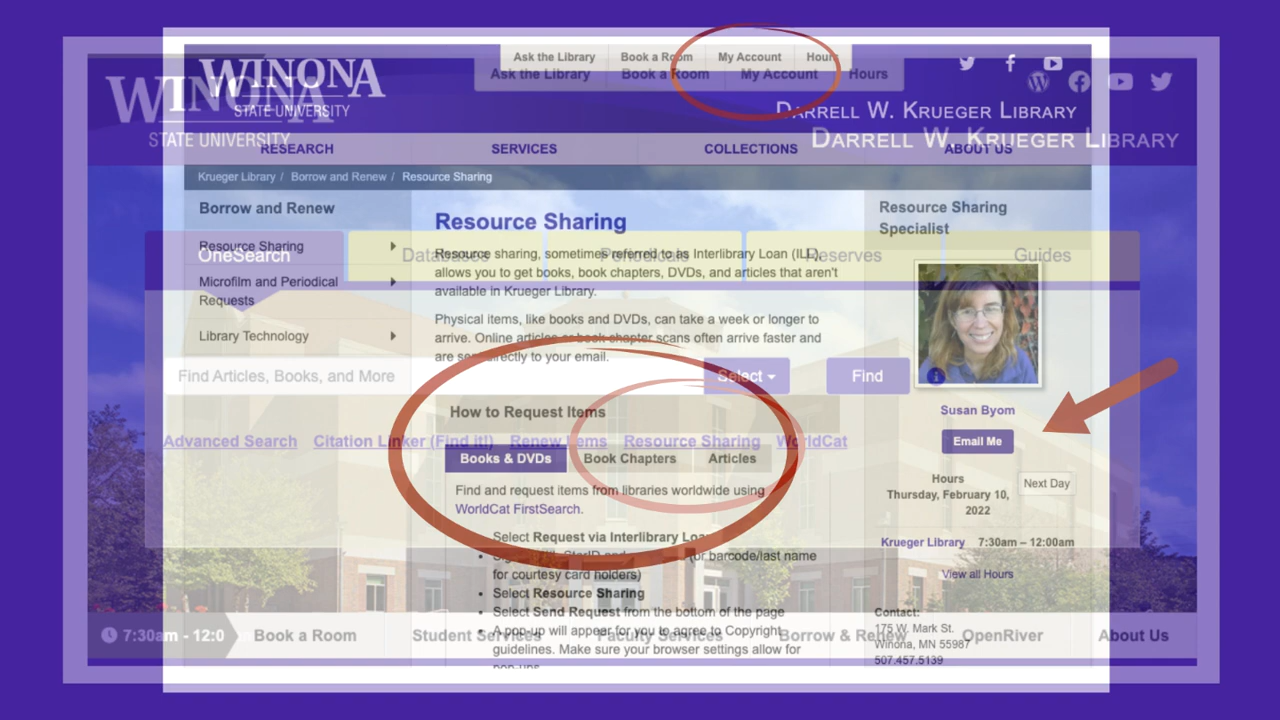 Ask the Library Book a Room My Account Hours
Ask the Library Book a Room My Account Hours
WINONA
STATE UNIVERSITY
WINONA
STATE UNIVERSITY
DARRELL W. KRUEGER LIBRARY
DARRELL W. KRUEGER LIBRARY
RESEARCH SERVICES COLLECTIONS ABOUT US
Krueger Library / Borrow and Renew / Resource Sharing
Borrow and Renew
Resource Sharing
Microfilm and Periodical
Requests
Library Technology
OneSearch Reserves Guides
Resource Sharing
Resource sharing, sometimes referred to as Interlibrary Loan (ILL),
allows you to get books, book chapters, DVDs, and articles that aren't
available in Krueger Library.
Physical items, like books and DVDs, can take a week or longer to
arrive. Online articles or book chapter scans often arrive faster and
are sent directly to your email.
Find Articles, Books, and More Select Find
How to Request Items
Advanced Search Citation Linker (Find it!) Renew Items Resource Sharing WorldCat
Books & DVDs Book Chapters Articles
Find and request items from libraries worldwide using
WorldCat FirstSearch.
Select Request via Interlibrary Loan
(or barcode/last name
for courtesy card holders)
Select Resource Sharing
Select Send Request from the bottom of the page
A pop-up will appear for you to agree to Copyright
guidelines. Make sure your browser settings allow for
pop-ups
Resource Sharing
Specialist
Susan Byom
Email Me
Hours
Thursday, February 10,
2022
Next Day
Krueger Library 7:30am – 12:00am
View all Hours
Contact:
175 W. Mark St.
Winona, MN 55987
507.457.5139
7:30am - 12:0 Book a Room Student Services Faculty Services Borrow & Renew OpenRiver About Us